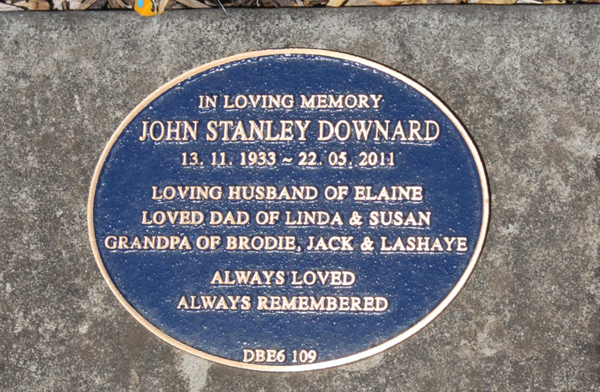 IN LOVING MEMORY
JOHN STANLEY DOWNARD
13. 11. 1933 ~ 22. 05. 2011
LOVING HUSBAND OF ELAINE
LOVED DAD OF LINDA & SUSAN
GRANDPA OF BRODIE, JACK & LASHAYE
ALWAYS LOVED
ALWAYS REMEMBERED
DBE6 109